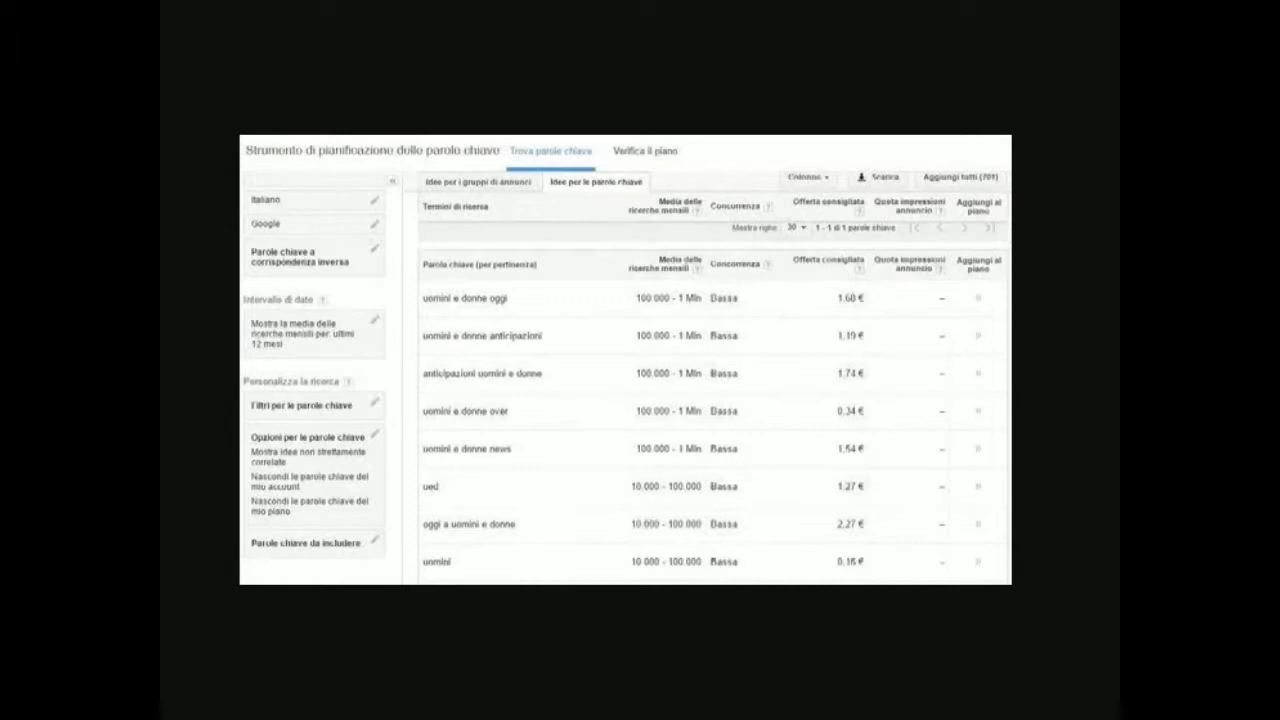 Strumento di pianificazione delle parole chiave Trova parole chiave Verifica il piano
Idee per i gruppi di annunci Idee per le parole chiave Colonne Scarica Aggiungi tutti (701)
Italiano
Google
Parole chiave a
corrispondenza inversa
Intervallo di date ?
Mostra la media delle
ricerche mensili per: ultimi
12 mesi
Personalizza la ricerca ?
Filtri per le parole chiave
Opzioni per le parole chiave
Mostra idee non strettamente
correlate
Nascondi le parole chiave del
mio account
Nascondi le parole chiave del
mio piano
Parole chiave da includere
Termini di ricerca Media delle ricerche mensili ? Concorrenza ? Offerta consigliata ? Quota impressioni annuncio ? Aggiungi al piano
Mostra righe 30 1 - 1 di 1 parole chiave
Parola chiave (per pertinenza) Media delle ricerche mensili ? Concorrenza ? Offerta consigliata ? Quota impressioni annuncio ? Aggiungi al piano
uomini e donne oggi 100.000 - 1 Mln Bassa 1,60 € –
uomini e donne anticipazioni 100.000 - 1 Mln Bassa 1,19 € –
anticipazioni uomini e donne 100.000 - 1 Mln Bassa 1,74 € –
uomini e donne over 100.000 - 1 Mln Bassa 0,34 € –
uomini e donne news 100.000 - 1 Mln Bassa 1,54 € –
ued 10.000 - 100.000 Bassa 1,27 € –
oggi a uomini e donne 10.000 - 100.000 Bassa 2,27 € –
uomini 10.000 - 100.000 Bassa 0,16 € –